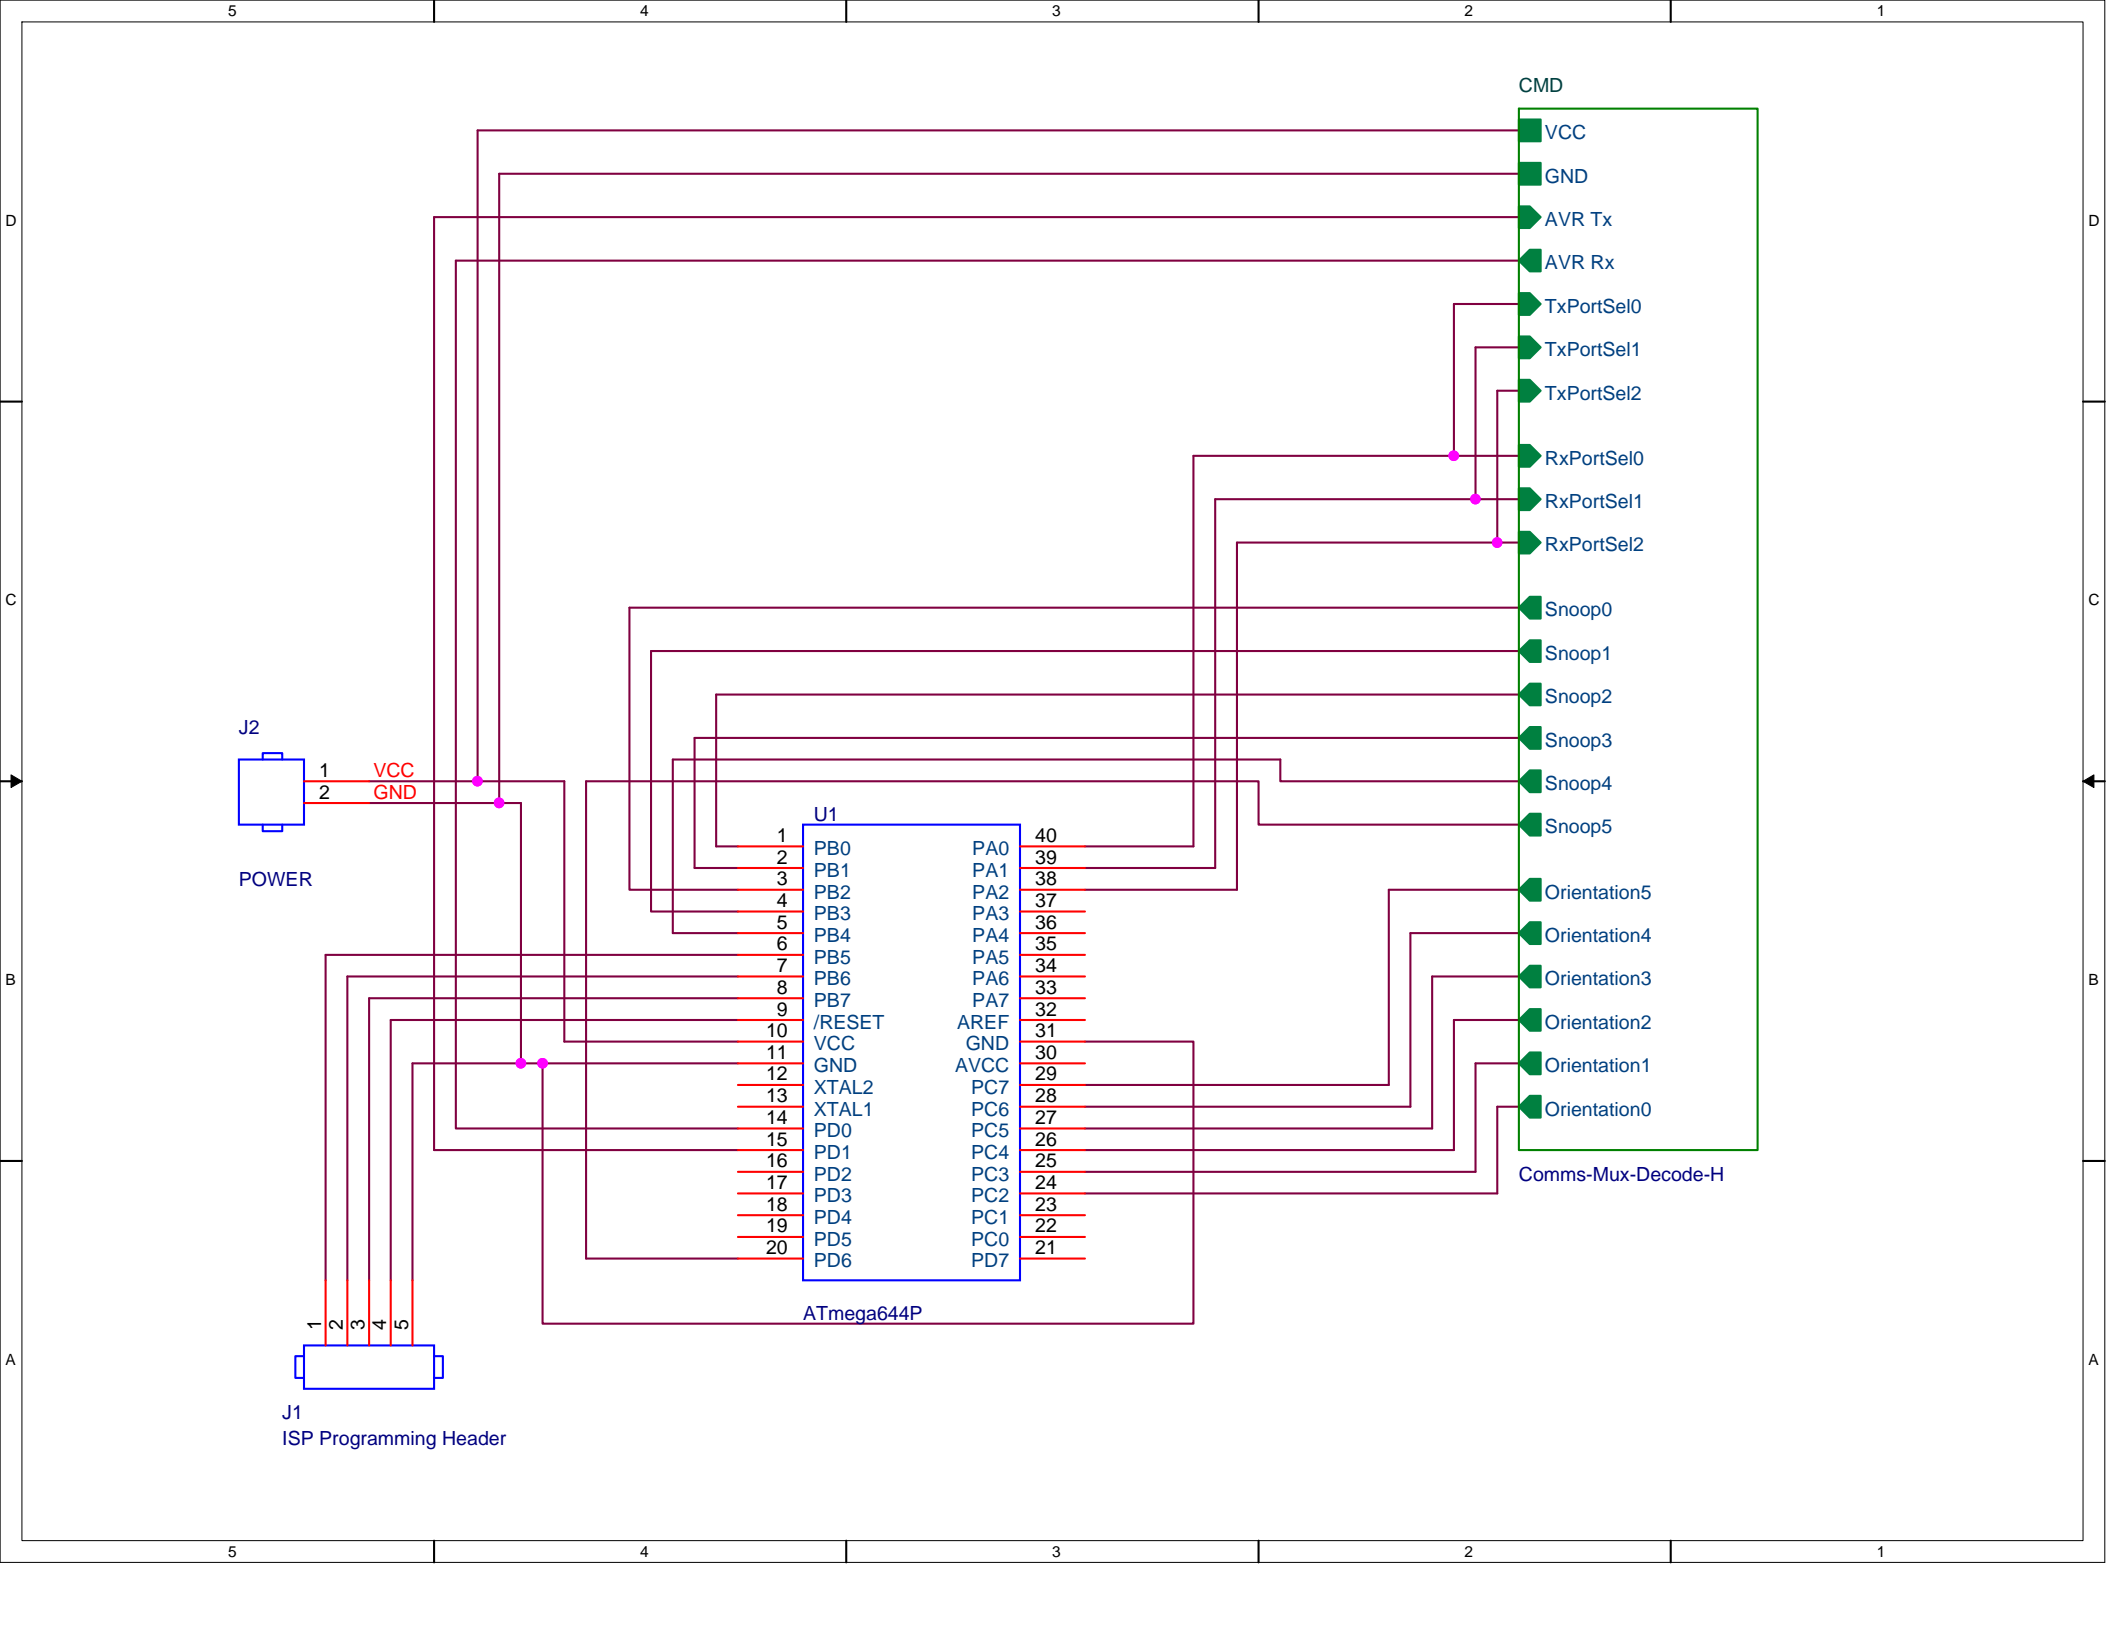 5 4 3 2 1
CMD
VCC
GND
D D
AVR Tx
AVR Rx
TxPortSel0
TxPortSel1
TxPortSel2
RxPortSel0
RxPortSel1
RxPortSel2
C C
Snoop0
Snoop1
Snoop2
Snoop3
Snoop4
Snoop5
J2
1 VCC
2 GND
POWER
U1
1 PB0 PA0 40
2 PB1 PA1 39
3 PB2 PA2 38
4 PB3 PA3 37
5 PB4 PA4 36
6 PB5 PA5 35
7 PB6 PA6 34
8 PB7 PA7 33
9 /RESET AREF 32
10 VCC GND 31
11 GND AVCC 30
12 XTAL2 PC7 29
13 XTAL1 PC6 28
14 PD0 PC5 27
15 PD1 PC4 26
16 PD2 PC3 25
17 PD3 PC2 24
18 PD4 PC1 23
19 PD5 PC0 22
20 PD6 PD7 21
ATmega644P
Orientation5
Orientation4
B B
Orientation3
Orientation2
Orientation1
Orientation0
Comms-Mux-Decode-H
1 2 3 4 5
A A
J1
ISP Programming Header
5 4 3 2 1